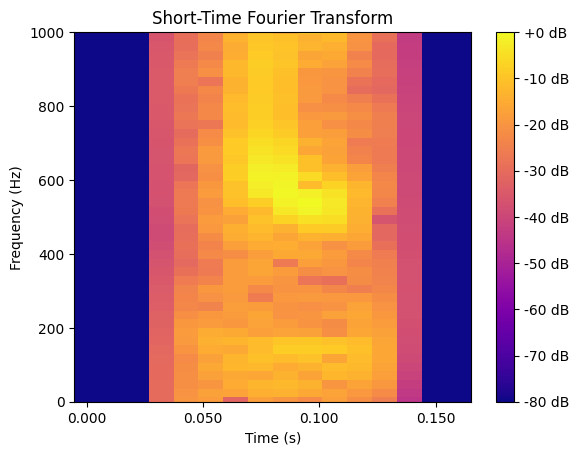 Short-Time Fourier Transform
1000
800
600
400
200
0
Frequency (Hz)
0.000
0.050
0.100
0.150
Time (s)
+0 dB
-10 dB
-20 dB
-30 dB
-40 dB
-50 dB
-60 dB
-70 dB
-80 dB